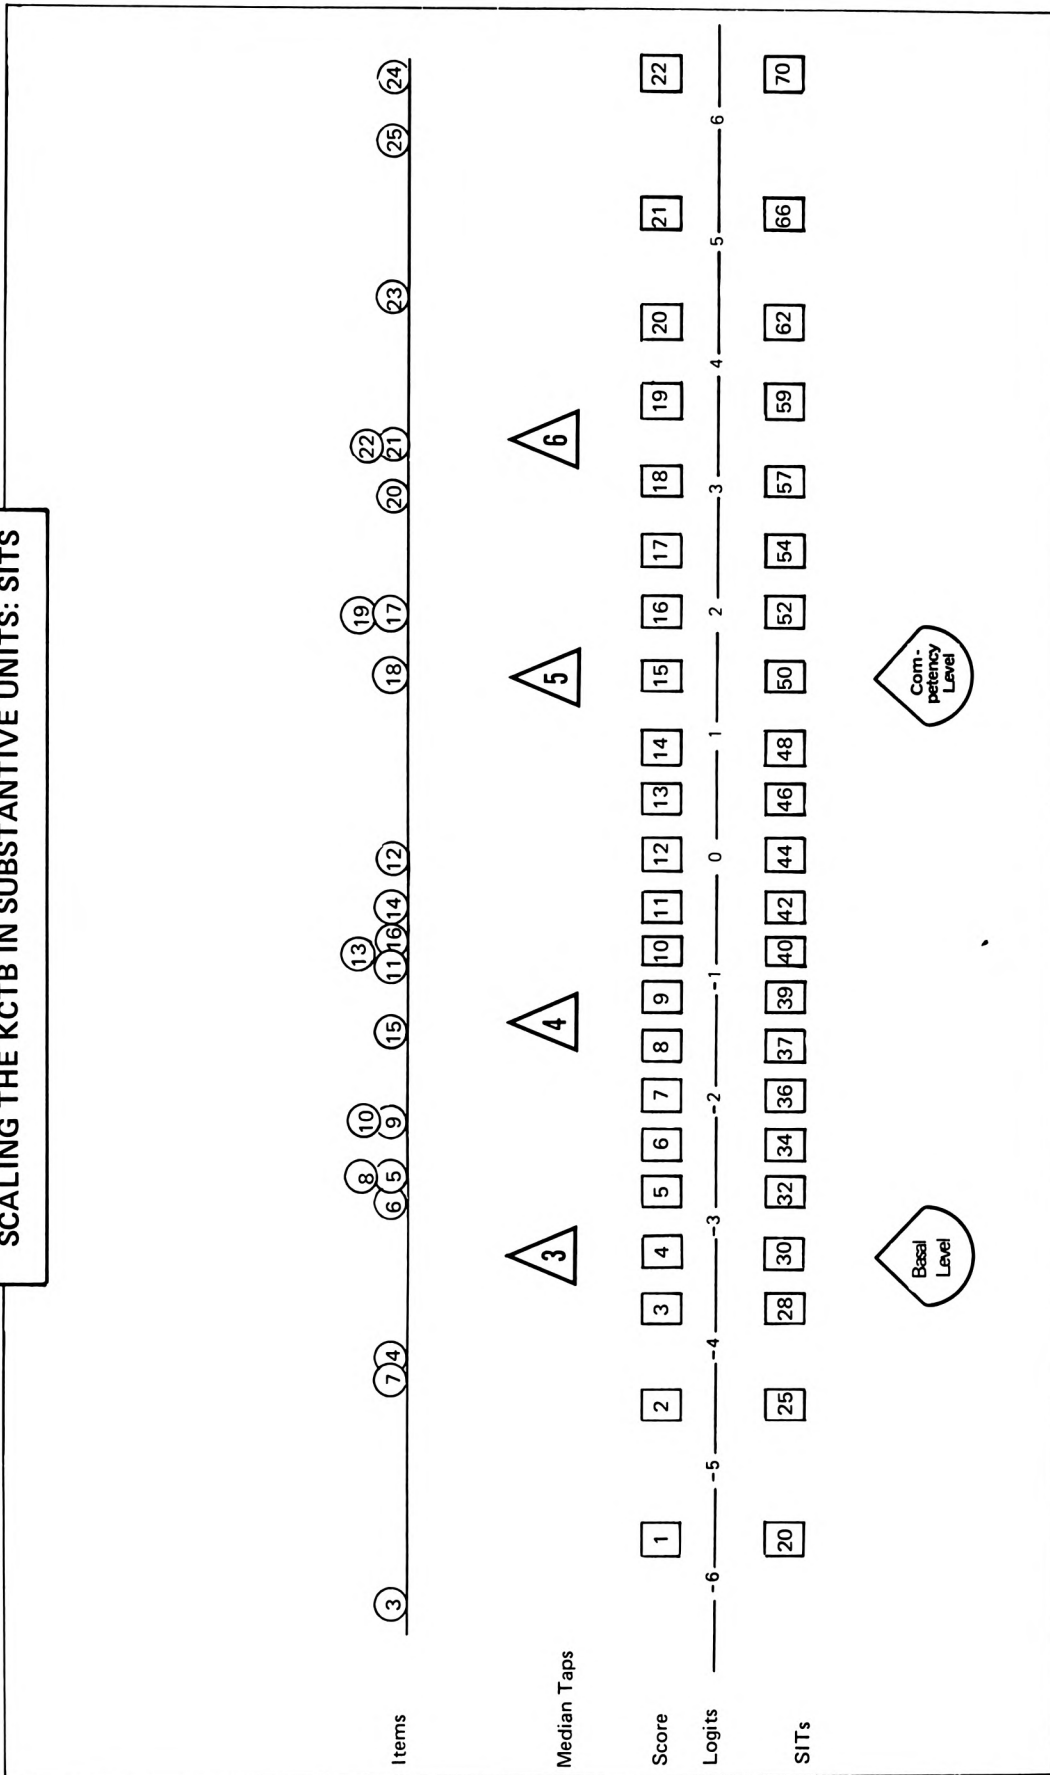 SCALING THE KCTB IN SUBSTANTIVE UNITS: SITS
Items
3 7 4 6 5 8 9 10 15 11 13 16 14 12 18 17 19 20 21 22 23 25 24
Median Taps
3 4 5 6
Score
1 2 3 4 5 6 7 8 9 10 11 12 13 14 15 16 17 18 19 20 21 22
Logits
-6 -5 -4 -3 -2 -1 0 1 2 3 4 5 6
SITs
20 25 28 30 32 34 36 37 39 40 42 44 46 48 50 52 54 57 59 62 66 70
Basal
Level
Com-
petency
Level